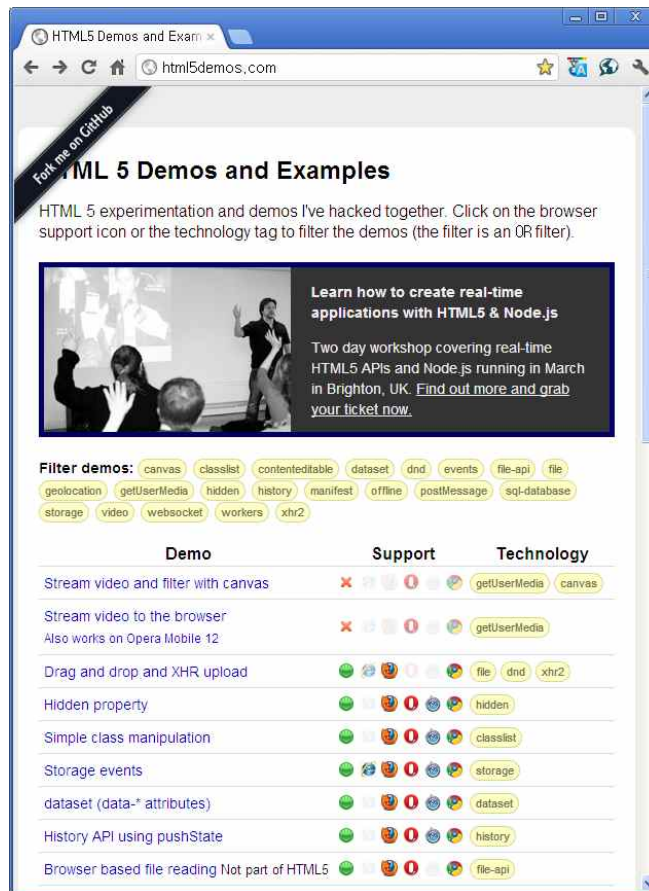 HTML5 Demos and Exam
html5demos.com
Fork me on GitHub
HTML 5 Demos and Examples
HTML 5 experimentation and demos I've hacked together. Click on the browser
support icon or the technology tag to filter the demos (the filter is an OR filter).
Learn how to create real-time
applications with HTML5 & Node.js
Two day workshop covering real-time
HTML5 APIs and Node.js running in March
in Brighton, UK. Find out more and grab
your ticket now.
Filter demos: canvas classlist contenteditable dataset dnd events file-api file
geolocation getUserMedia hidden history manifest offline postMessage sql-database
storage video websocket workers xhr2
Demo Support Technology
Stream video and filter with canvas getUserMedia canvas
Stream video to the browser
Also works on Opera Mobile 12 getUserMedia
Drag and drop and XHR upload file dnd xhr2
Hidden property hidden
Simple class manipulation classlist
Storage events storage
dataset (data-* attributes) dataset
History API using pushState history
Browser based file reading Not part of HTML5 file-api